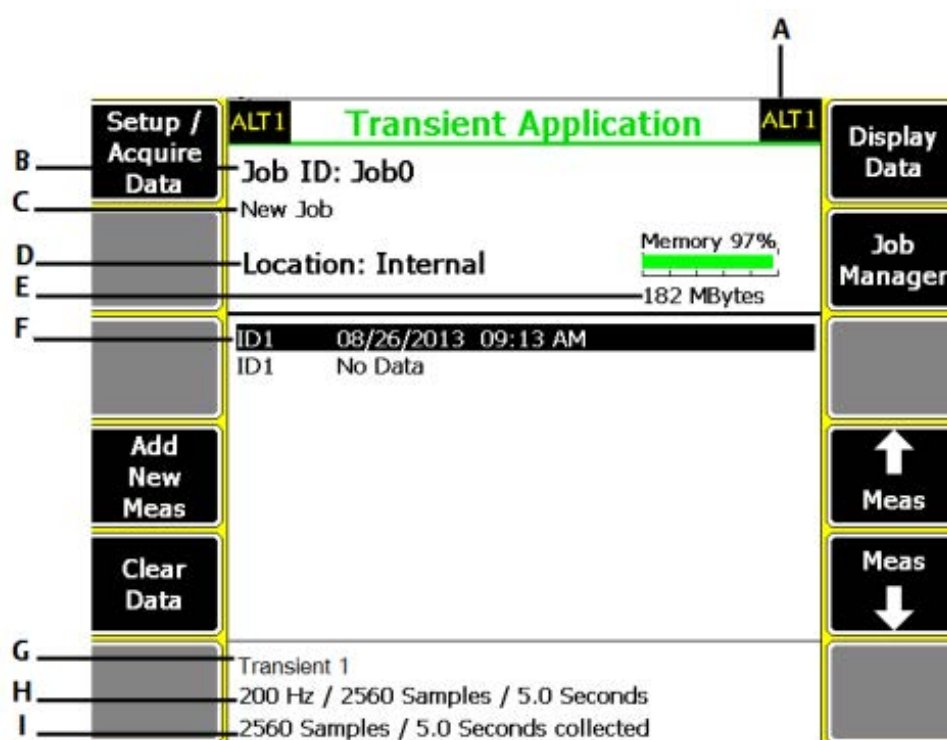 A
Setup /
Acquire
Data
ALT1 Transient Application ALT1
Display
Data
B
Job ID: Job0
C
New Job
Job
Manager
D
Location: Internal
Memory 97%
E
182 MBytes
F
ID1 08/26/2013 09:13 AM
ID1 No Data
Add
New
Meas
Meas
Clear
Data
Meas
G
Transient 1
H
200 Hz / 2560 Samples / 5.0 Seconds
I
2560 Samples / 5.0 Seconds collected